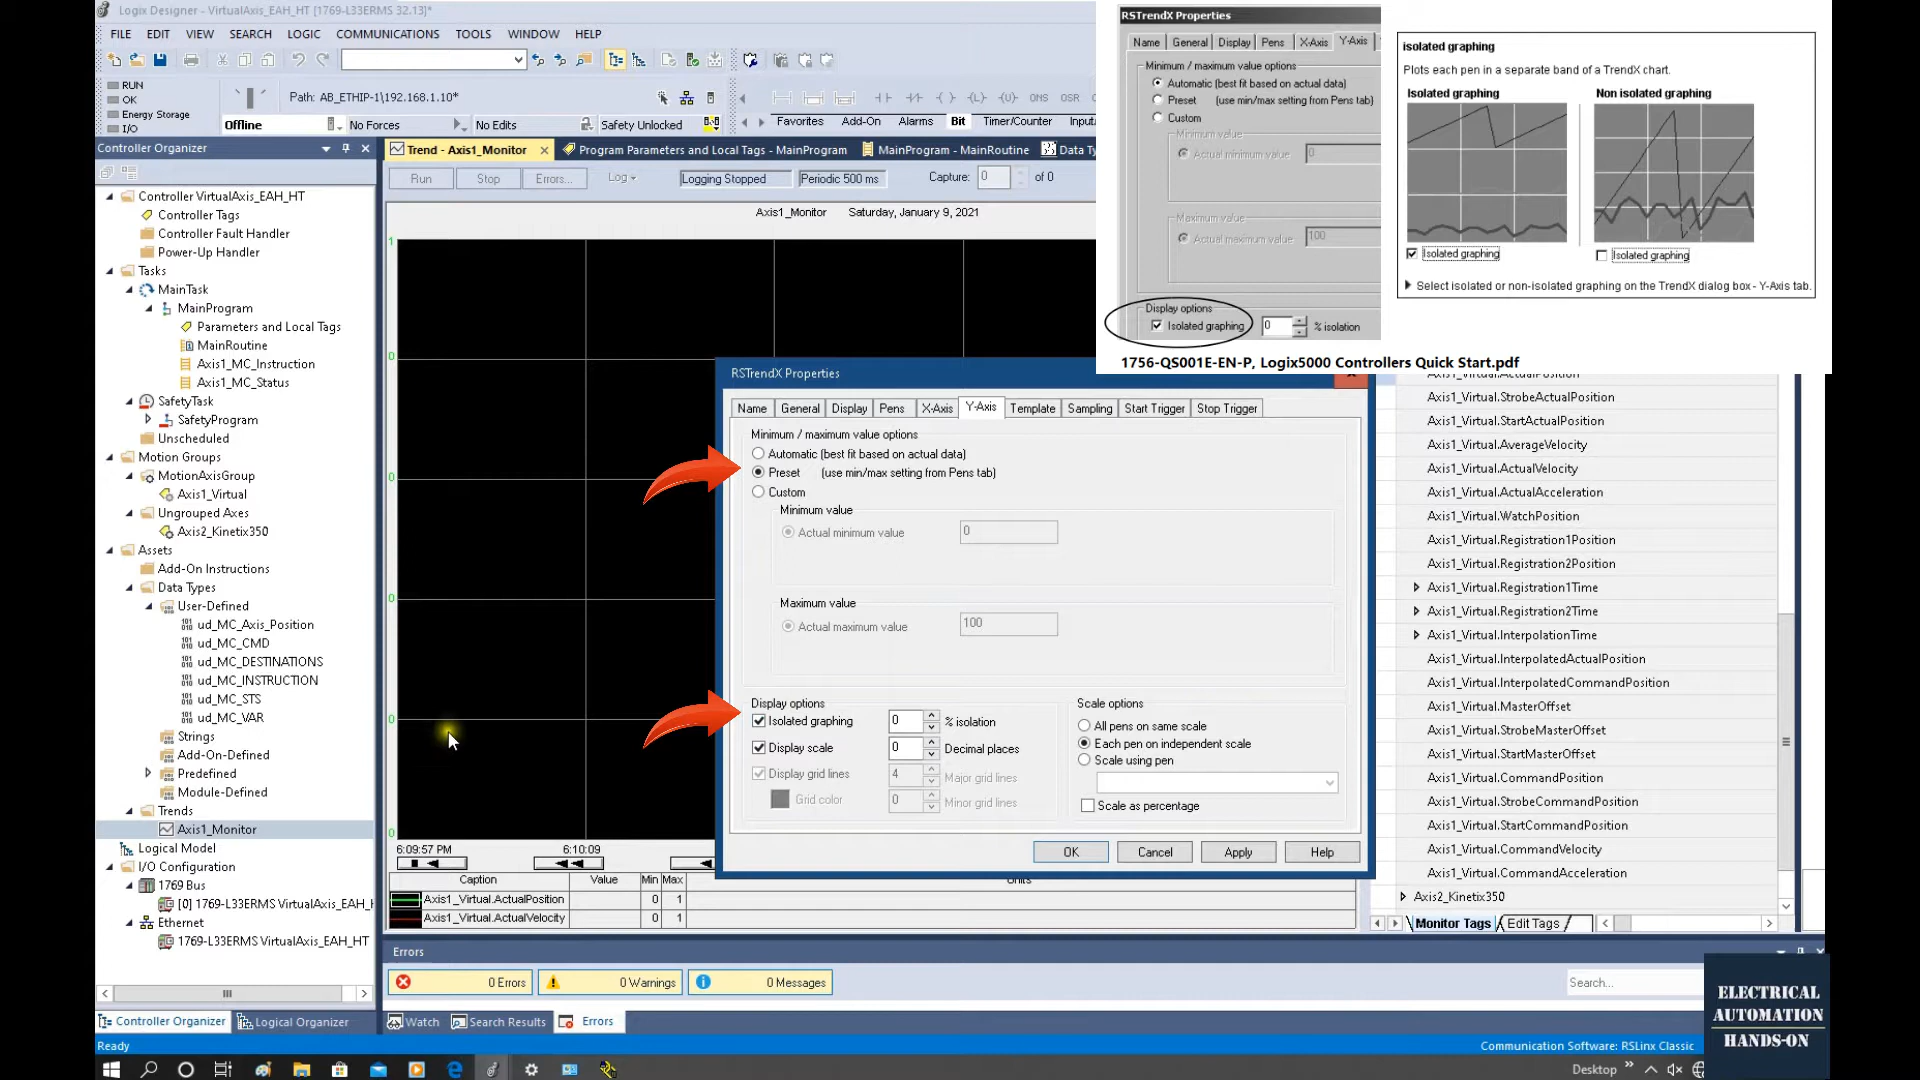 Logix Designer - VirtualAxis_EAH_HT [1769-L33ERMS 32.13]*
FILE EDIT VIEW SEARCH LOGIC COMMUNICATIONS TOOLS WINDOW HELP
RUN
OK
Energy Storage
I/O
Path: AB_ETHIP-1\192.168.1.10*
Offline
No Forces
No Edits
Safety Unlocked
Favorites Add-On Alarms Bit Timer/Counter Input/
ONS OSR
Controller Organizer
Trend - Axis1_Monitor
Program Parameters and Local Tags - MainProgram
MainProgram - MainRoutine
Data Ty
Run Stop Errors... Log Logging Stopped Periodic 500 ms Capture: 0 of 0
Axis1_Monitor Saturday, January 9, 2021
Controller VirtualAxis_EAH_HT
Controller Tags
Controller Fault Handler
Power-Up Handler
Tasks
MainTask
MainProgram
Parameters and Local Tags
MainRoutine
Axis1_MC_Instruction
Axis1_MC_Status
SafetyTask
SafetyProgram
Unscheduled
Motion Groups
MotionAxisGroup
Axis1_Virtual
Ungrouped Axes
Axis2_Kinetix350
Assets
Add-On Instructions
Data Types
User-Defined
ud_MC_Axis_Position
ud_MC_CMD
ud_MC_DESTINATIONS
ud_MC_INSTRUCTION
ud_MC_STS
ud_MC_VAR
Strings
Add-On-Defined
Predefined
Module-Defined
Trends
Axis1_Monitor
Logical Model
I/O Configuration
1769 Bus
[0] 1769-L33ERMS VirtualAxis_EAH_H
Ethernet
1769-L33ERMS VirtualAxis_EAH_HT
Controller Organizer Logical Organizer
1
0
0
0
0
0
6:09:57 PM 6:10:09
Caption Value Min Max Units
Axis1_Virtual.ActualPosition 0 1
Axis1_Virtual.ActualVelocity 0 1
RSTrendX Properties
Name General Display Pens X-Axis Y-Axis
Minimum / maximum value options
Automatic (best fit based on actual data)
Preset (use min/max setting from Pens tab)
Custom
Minimum value
Actual minimum value 0
Maximum value
Actual maximum value 100
Display options
Isolated graphing 0 % isolation
isolated graphing
Plots each pen in a separate band of a TrendX chart.
Isolated graphing Non isolated graphing
Isolated graphing Isolated graphing
Select isolated or non-isolated graphing on the TrendX dialog box - Y-Axis tab.
1756-QS001E-EN-P, Logix5000 Controllers Quick Start.pdf
RSTrendX Properties
Name General Display Pens X-Axis Y-Axis Template Sampling Start Trigger Stop Trigger
Minimum / maximum value options
Automatic (best fit based on actual data)
Preset (use min/max setting from Pens tab)
Custom
Minimum value
Actual minimum value 0
Maximum value
Actual maximum value 100
Display options
Isolated graphing 0 % isolation
Display scale 0 Decimal places
Display grid lines 4 Major grid lines
Grid color 0 Minor grid lines
Scale options
All pens on same scale
Each pen on independent scale
Scale using pen
Scale as percentage
OK Cancel Apply Help
Axis1_Virtual.ActualPosition
Axis1_Virtual.StrobeActualPosition
Axis1_Virtual.StartActualPosition
Axis1_Virtual.AverageVelocity
Axis1_Virtual.ActualVelocity
Axis1_Virtual.ActualAcceleration
Axis1_Virtual.WatchPosition
Axis1_Virtual.Registration1Position
Axis1_Virtual.Registration2Position
Axis1_Virtual.Registration1Time
Axis1_Virtual.Registration2Time
Axis1_Virtual.InterpolationTime
Axis1_Virtual.InterpolatedActualPosition
Axis1_Virtual.InterpolatedCommandPosition
Axis1_Virtual.MasterOffset
Axis1_Virtual.StrobeMasterOffset
Axis1_Virtual.StartMasterOffset
Axis1_Virtual.CommandPosition
Axis1_Virtual.StrobeCommandPosition
Axis1_Virtual.StartCommandPosition
Axis1_Virtual.CommandVelocity
Axis1_Virtual.CommandAcceleration
Axis2_Kinetix350
Monitor Tags Edit Tags
Errors
0 Errors 0 Warnings 0 Messages
Search...
Watch Search Results Errors
Ready
Communication Software: RSLinx Classic
Desktop
ELECTRICAL
AUTOMATION
HANDS-ON